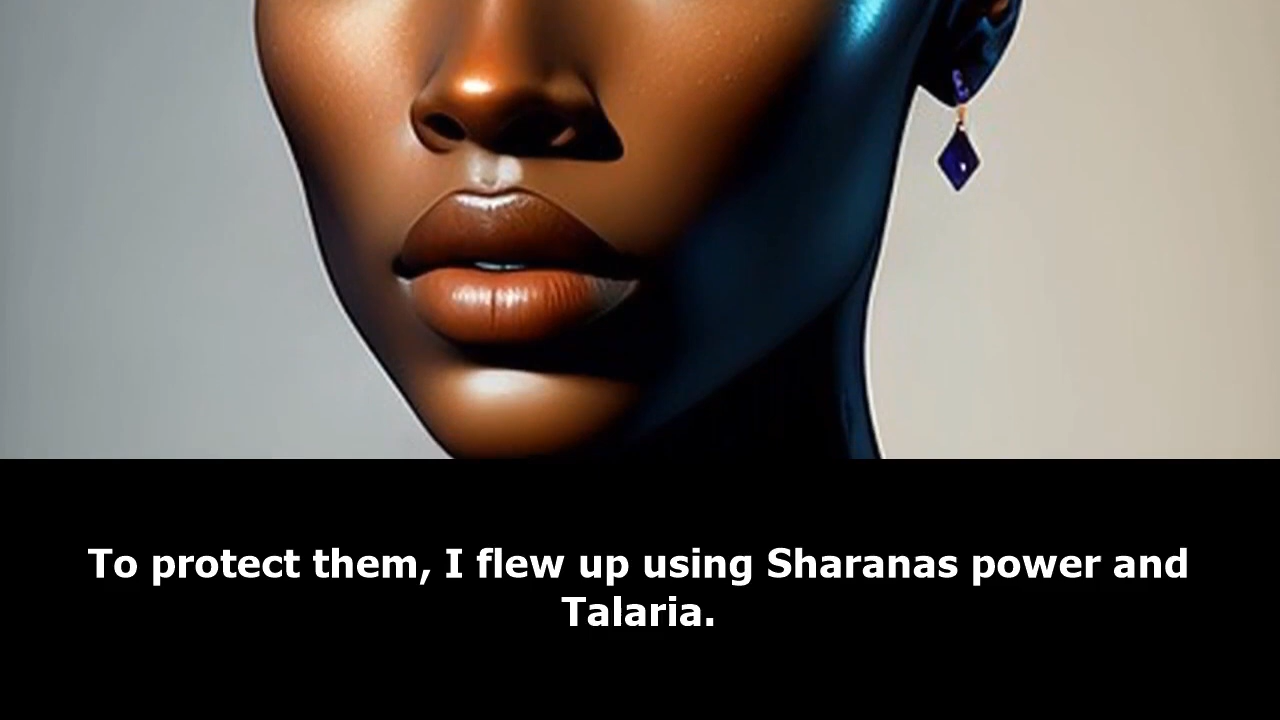 To protect them, I flew up using Sharanas power and
Talaria.